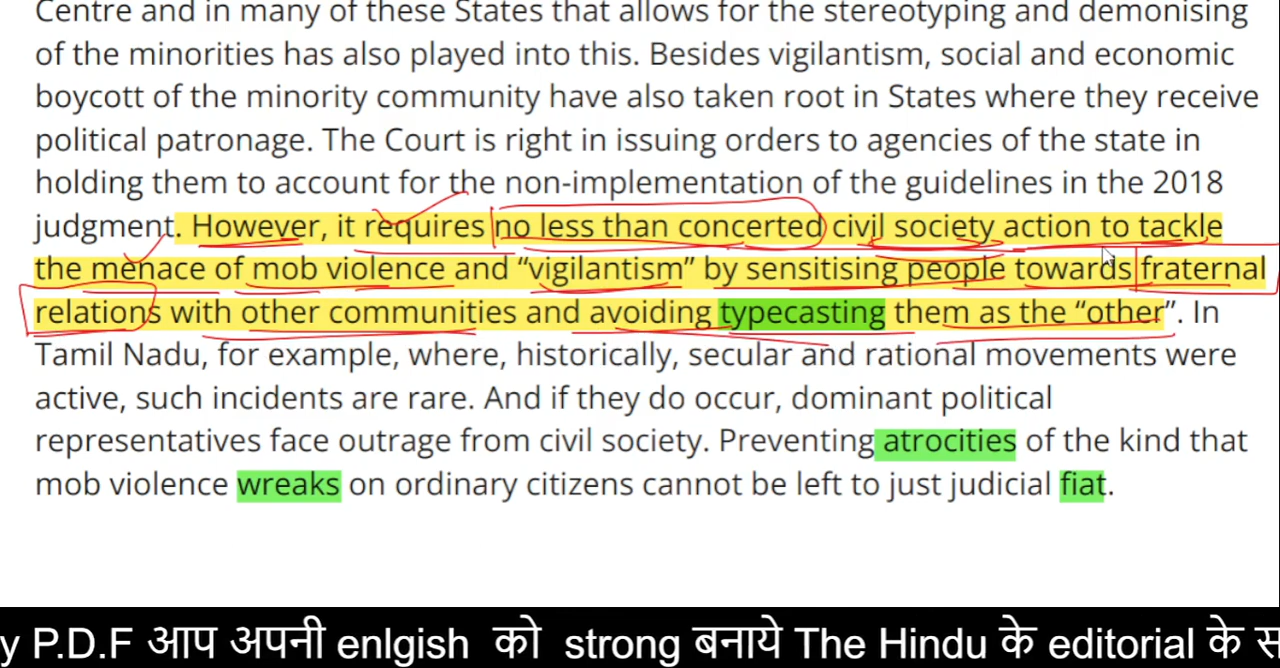 Centre and in many of these States that allows for the stereotyping and demonising
of the minorities has also played into this. Besides vigilantism, social and economic
boycott of the minority community have also taken root in States where they receive
political patronage. The Court is right in issuing orders to agencies of the state in
holding them to account for the non-implementation of the guidelines in the 2018
judgment. However, it requires no less than concerted civil society action to tackle
the menace of mob violence and “vigilantism” by sensitising people towards fraternal
relations with other communities and avoiding typecasting them as the “other”. In
Tamil Nadu, for example, where, historically, secular and rational movements were
active, such incidents are rare. And if they do occur, dominant political
representatives face outrage from civil society. Preventing atrocities of the kind that
mob violence wreaks on ordinary citizens cannot be left to just judicial fiat.
y P.D.F आप अपनी enlgish को strong बनाये The Hindu के editorial के